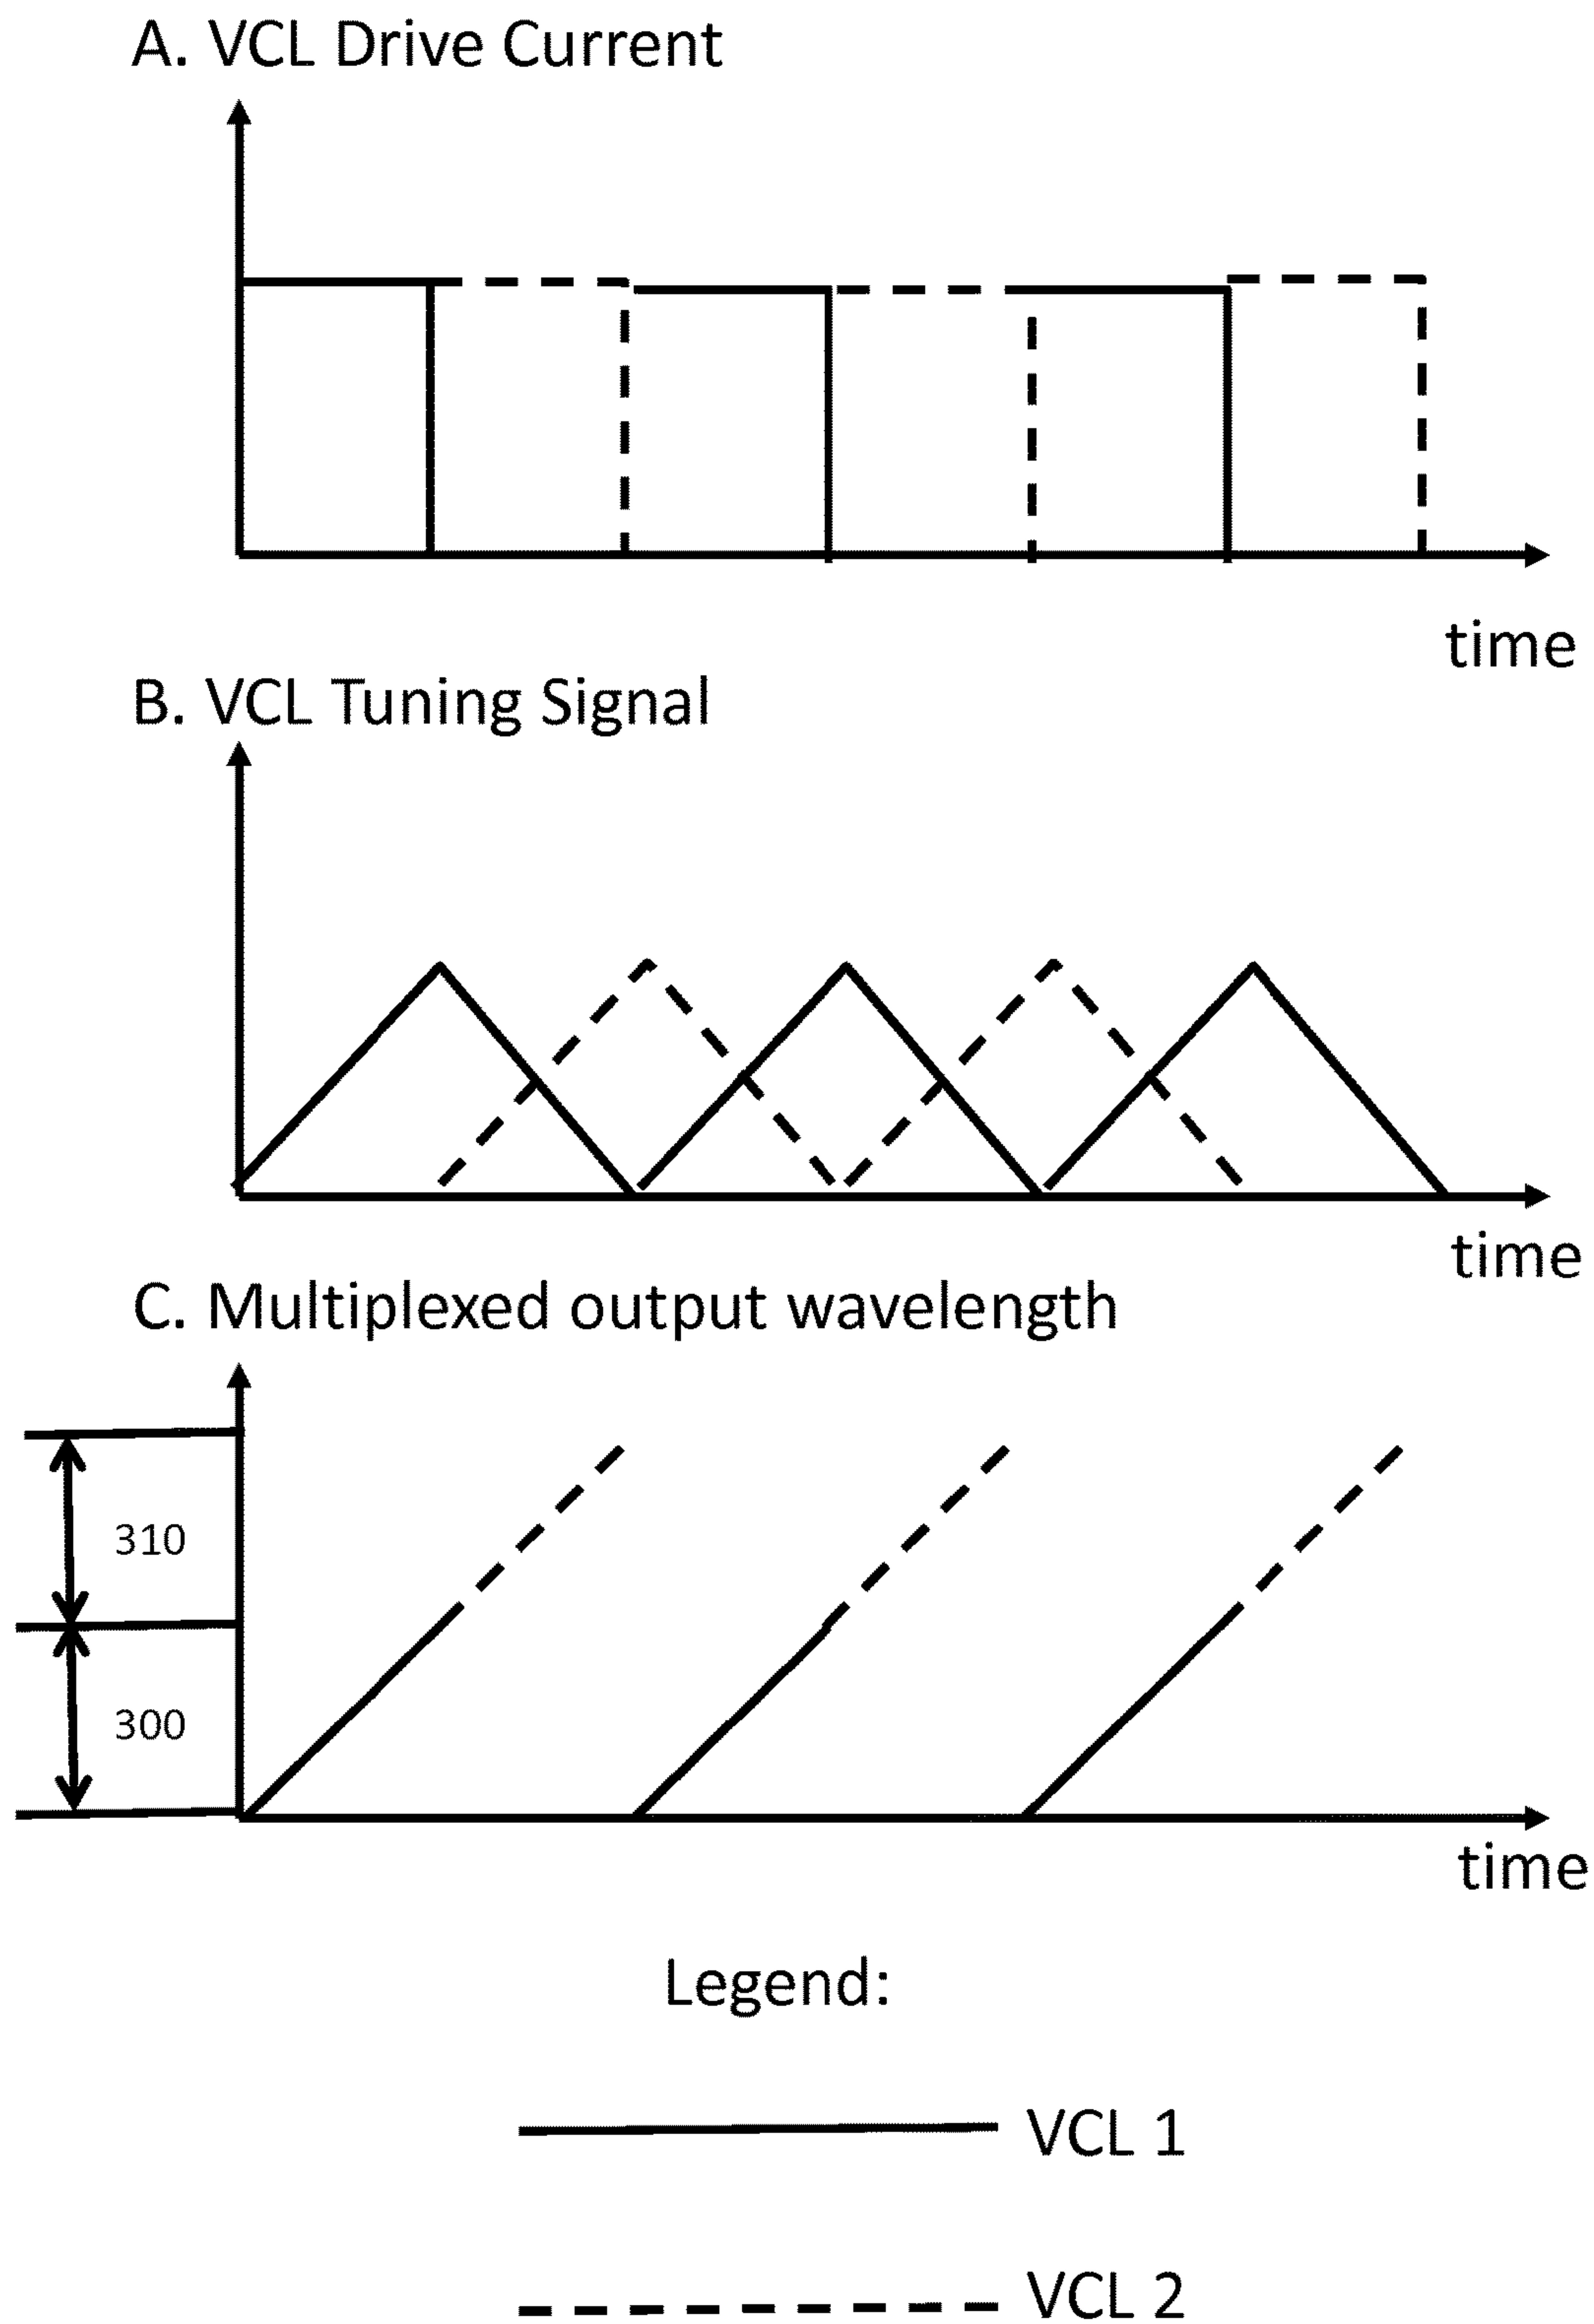 A. VCL Drive Current
time
B. VCL Tuning Signal
time
C. Multiplexed output wavelength
310
300
time
Legend:
VCL 1
VCL 2